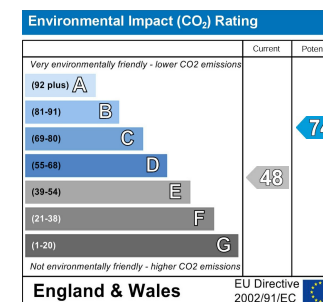 Environmental Impact (CO₂) Rating
Current
Very environmentally friendly - lower CO2 emissions
(92 plus) A
(81-91) B
(69-80) C
(55-68) D
(39-54) E
48
(21-38) F
(1-20) G
Not environmentally friendly - higher CO2 emissions
England & Wales
EU Directive
2002/91/EC